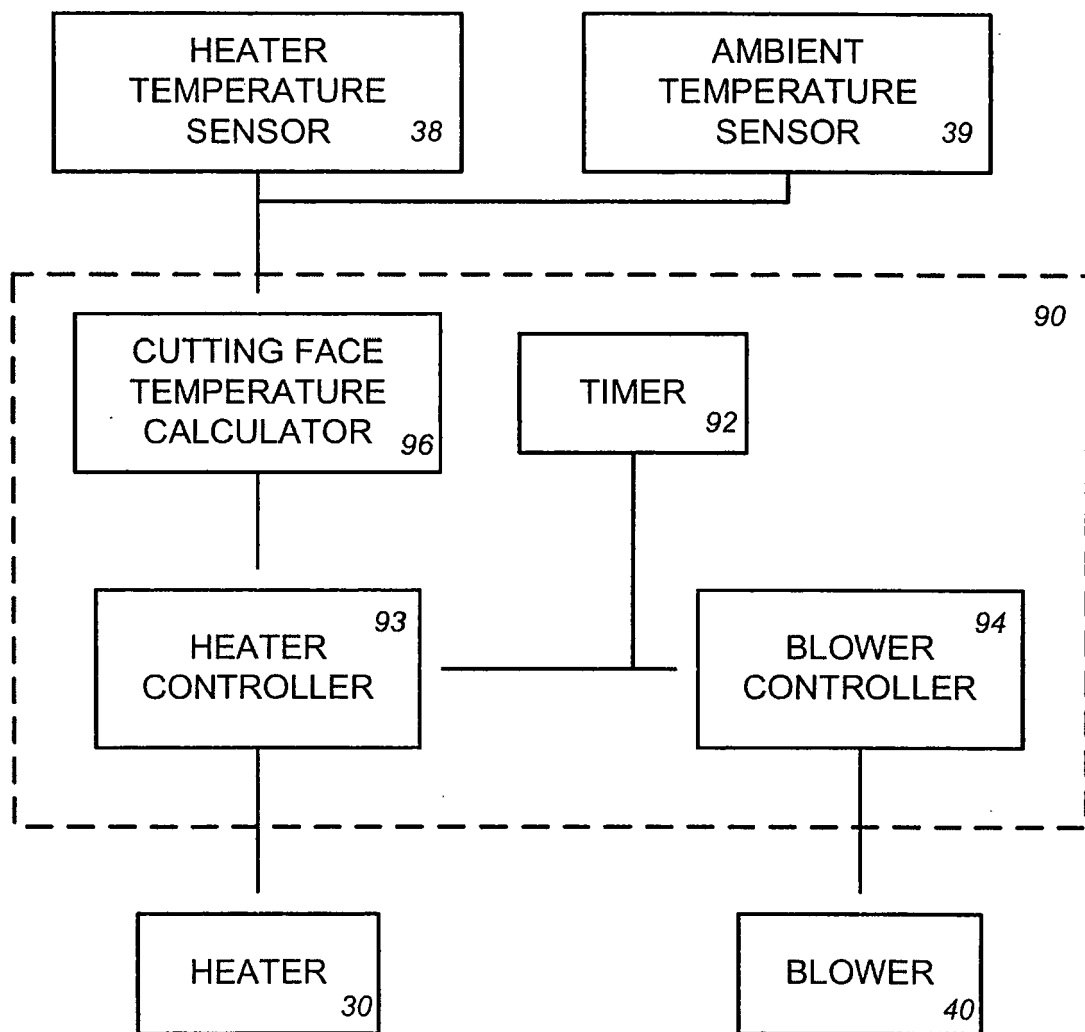 HEATER
TEMPERATURE
SENSOR 38
AMBIENT
TEMPERATURE
SENSOR 39
90
CUTTING FACE
TEMPERATURE
CALCULATOR 96
TIMER
92
93
HEATER
CONTROLLER
94
BLOWER
CONTROLLER
HEATER
30
BLOWER
40